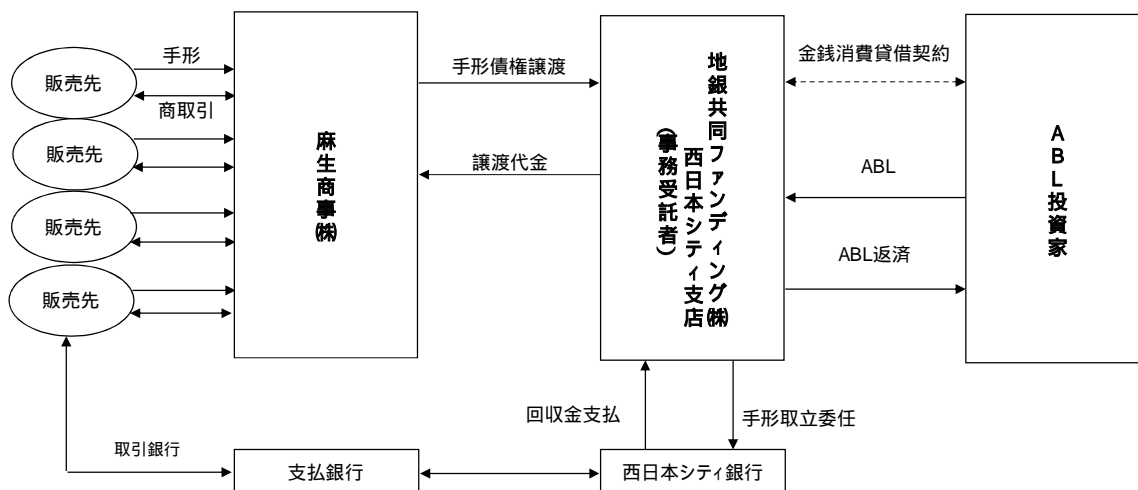 手形
販売先
商取引
販売先
販売先
販売先
麻生商事㈱
手形債権譲渡
譲渡代金
地銀共同ファンディング㈱
西日本シティ支店
(事務受託者)
金銭消費貸借契約
ABL
ABL返済
ABL投資家
回収金支払
手形取立委任
取引銀行
支払銀行
西日本シティ銀行